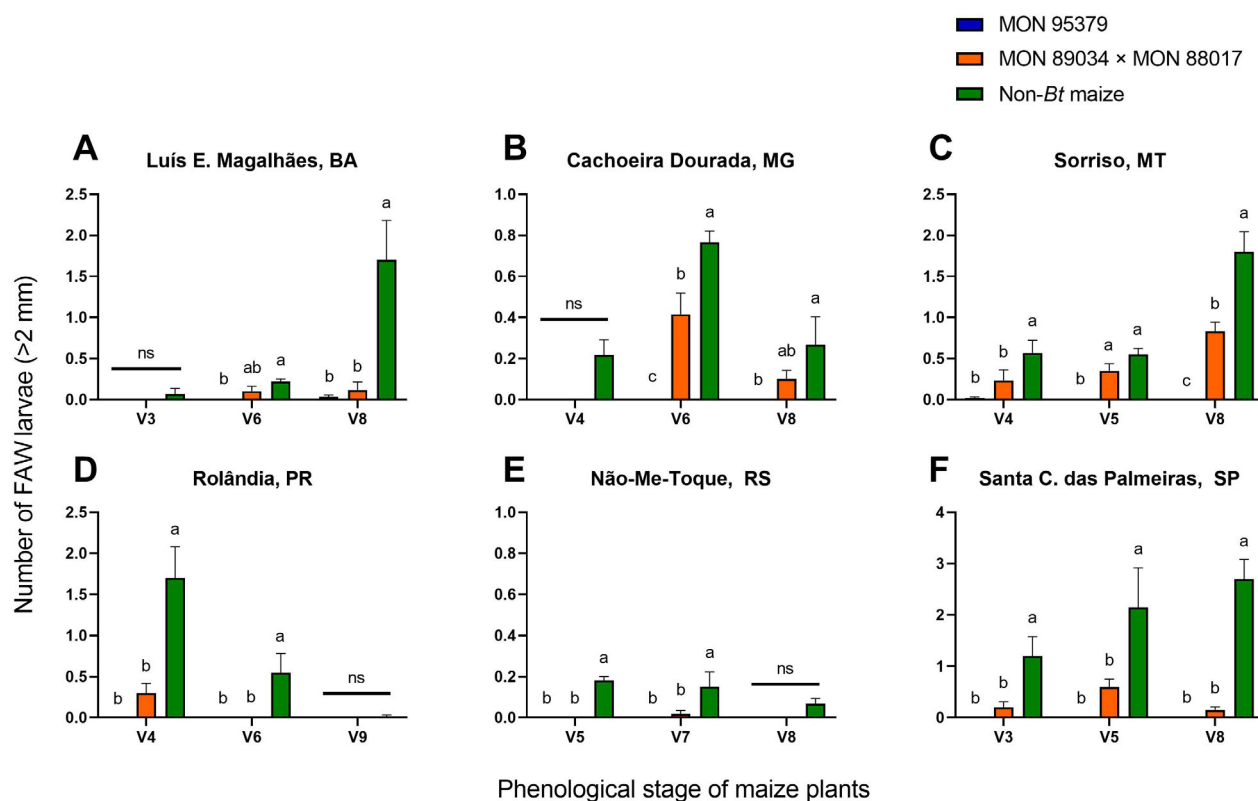 MON 95379
MON 89034 × MON 88017
Non-Bt maize
A
Luís E. Magalhães, BA
2.5
2.0
1.5
1.0
0.5
0.0
ns
b
ab
a
b
b
a
V3
V6
V8
B
Cachoeira Dourada, MG
1.0
0.8
0.6
0.4
0.2
0.0
ns
c
b
a
b
ab
a
V4
V6
V8
C
Sorriso, MT
2.5
2.0
1.5
1.0
0.5
0.0
b
b
a
b
a
a
c
b
a
V4
V5
V8
Number of FAW larvae (>2 mm)
D
Rolândia, PR
2.5
2.0
1.5
1.0
0.5
0.0
b
b
a
b
b
a
ns
V4
V6
V9
E
Não-Me-Toque, RS
1.0
0.8
0.6
0.4
0.2
0.0
b
b
a
b
b
a
ns
V5
V7
V8
F
Santa C. das Palmeiras, SP
4
3
2
1
0
b
b
a
b
b
a
b
b
a
V3
V5
V8
Phenological stage of maize plants